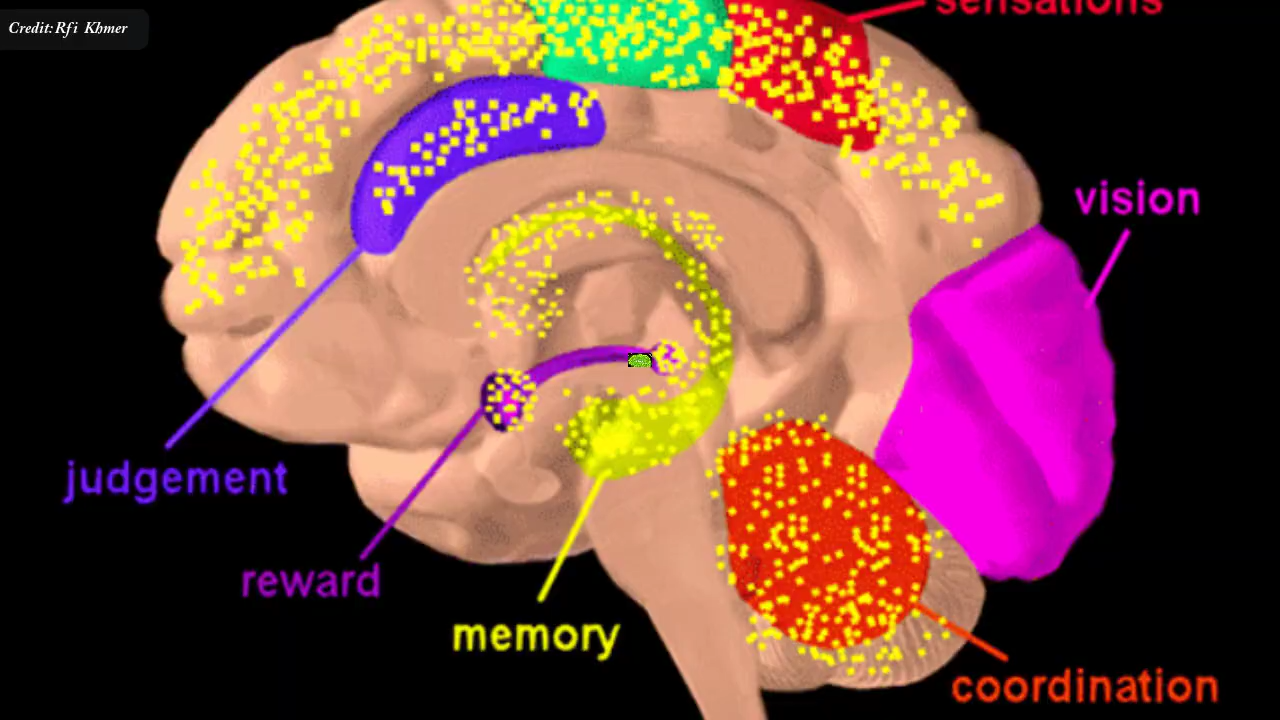 Credit: Rfi Khmer
sensations
vision
judgement
reward
memory
coordination